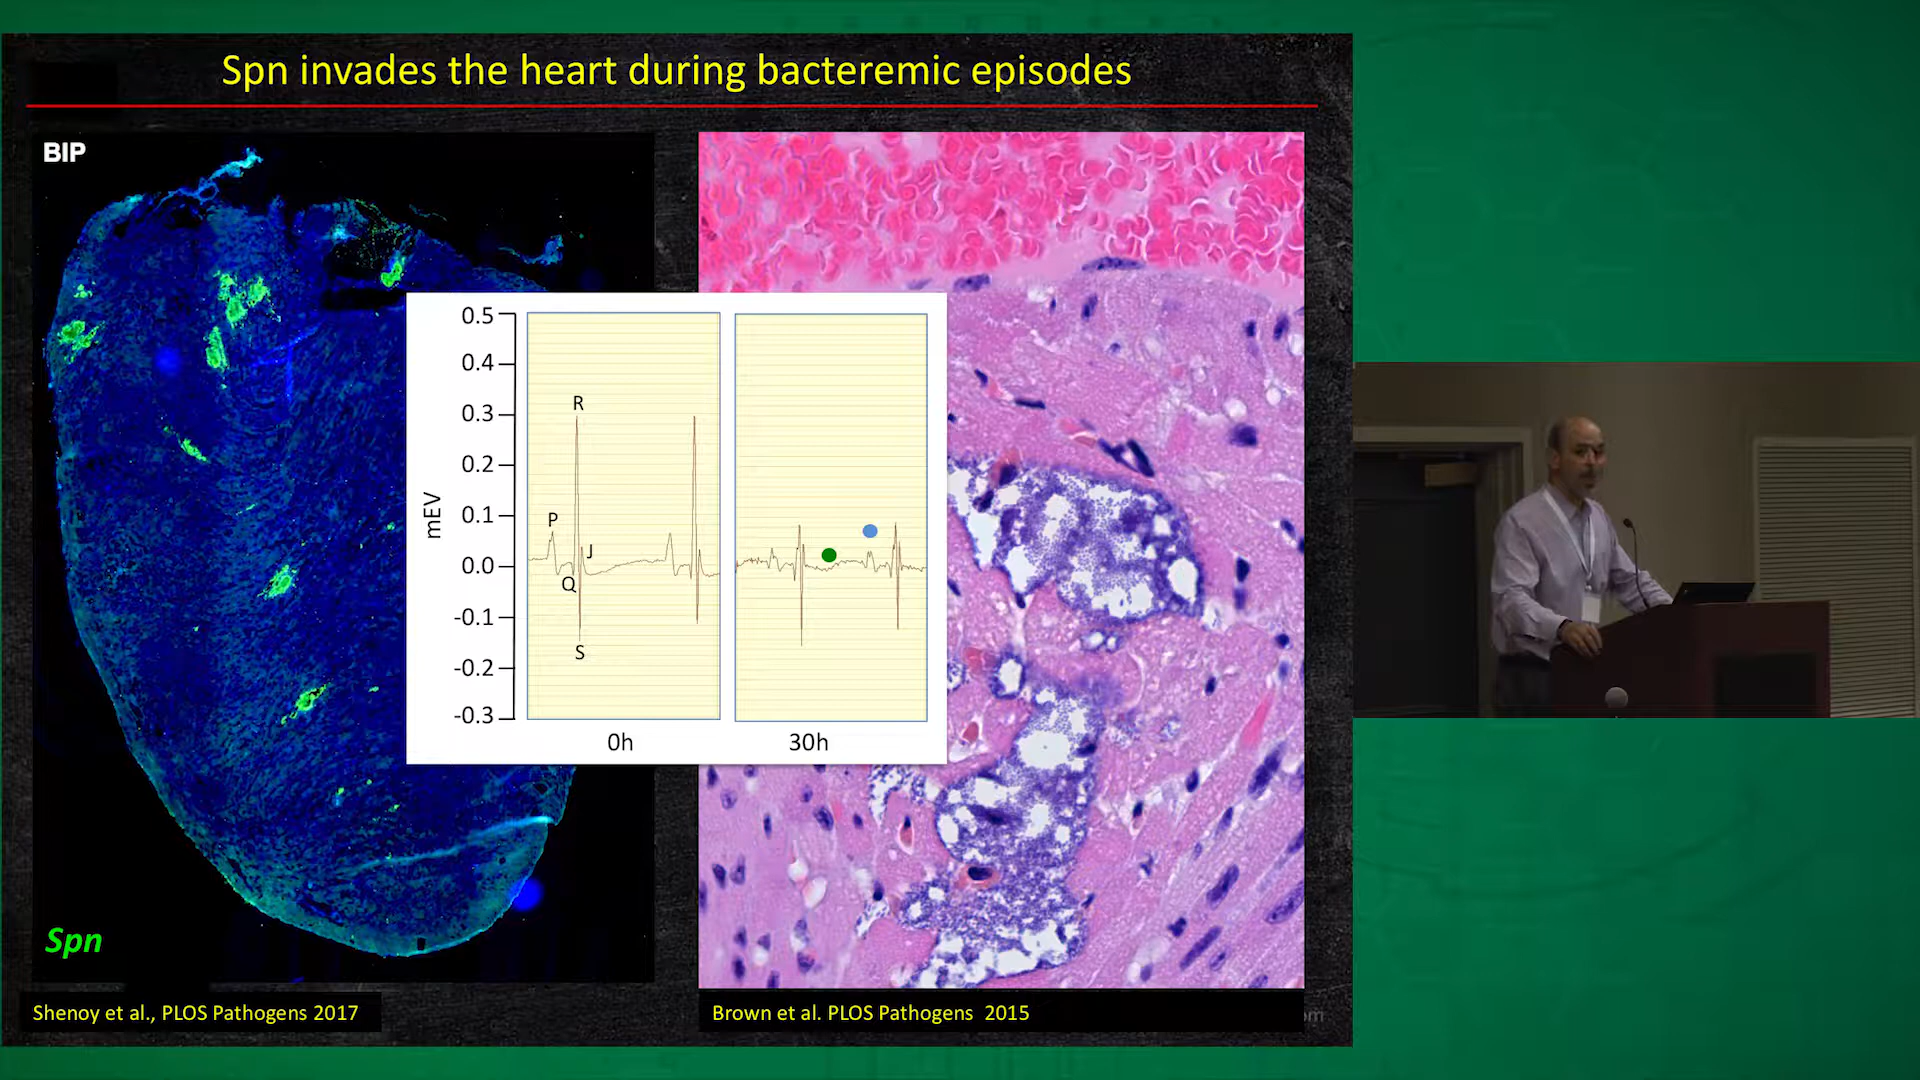 Spn invades the heart during bacteremic episodes
BIP
0.5
0.4
0.3
0.2
0.1
0.0
-0.1
-0.2
-0.3
mEV
R
P
J
Q
S
0h
30h
Spn
Shenoy et al., PLOS Pathogens 2017
Brown et al. PLOS Pathogens 2015
om